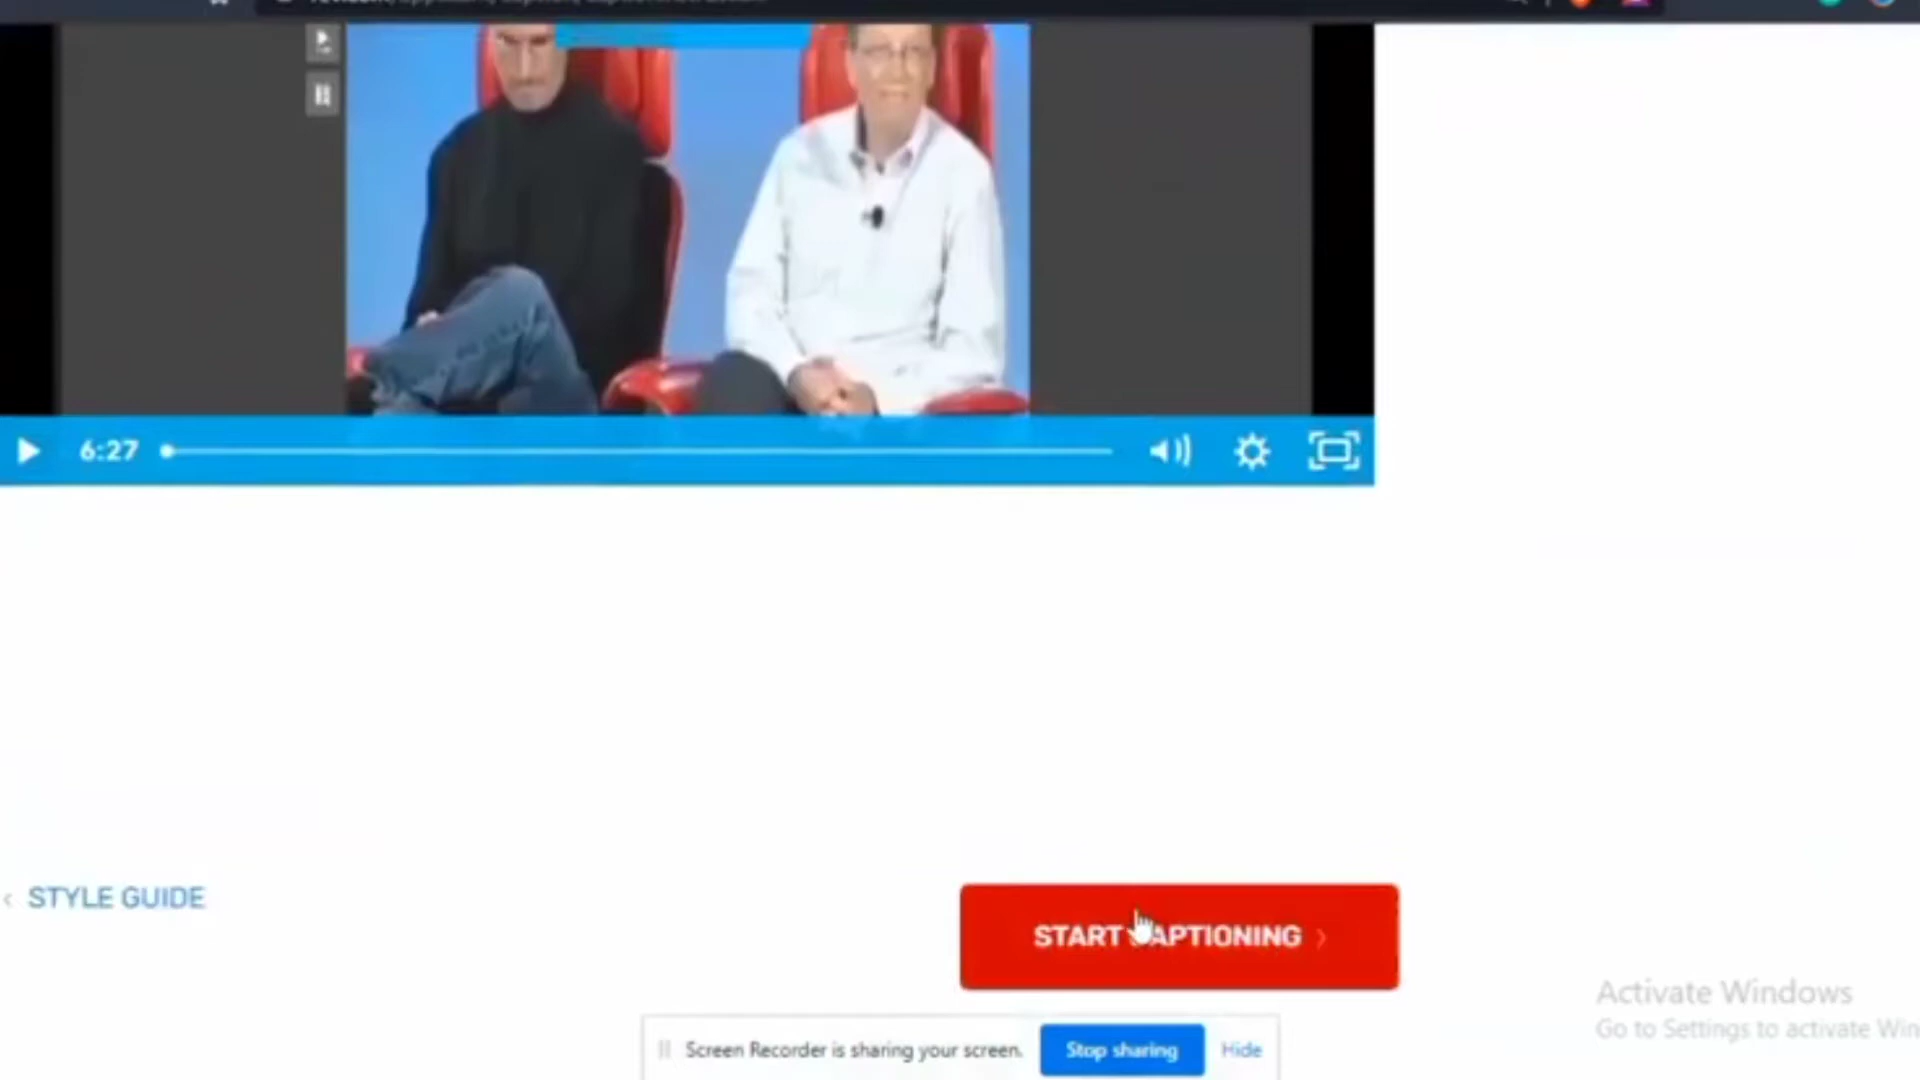 6:27
STYLE GUIDE
START CAPTIONING
Activate Windows
Go to Settings to activate Win
Screen Recorder is sharing your screen.
Stop sharing
Hide